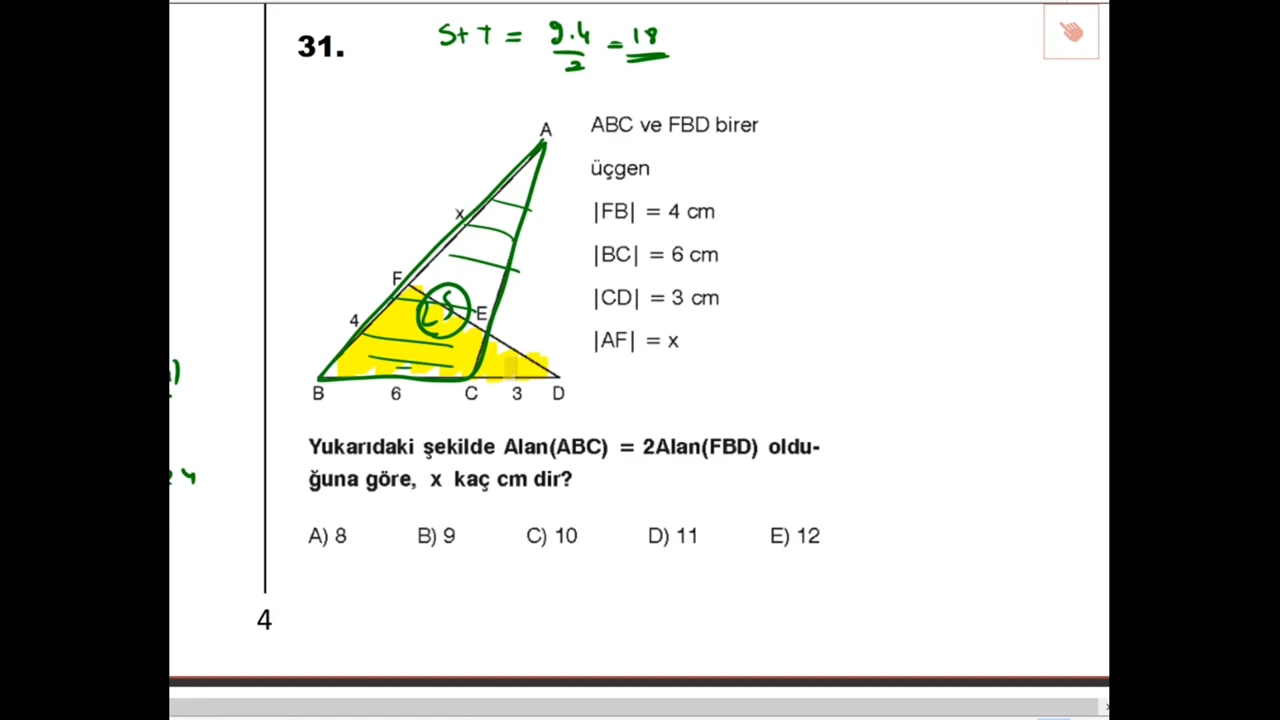 31.
S+T = 9.4/2 = 18
ABC ve FBD birer
üçgen
|FB| = 4 cm
|BC| = 6 cm
|CD| = 3 cm
|AF| = x
A
x
F
2S
E
4
B
6
C
3
D
Yukarıdaki şekilde Alan(ABC) = 2Alan(FBD) oldu-
ğuna göre, x kaç cm dir?
A) 8 B) 9 C) 10 D) 11 E) 12
4